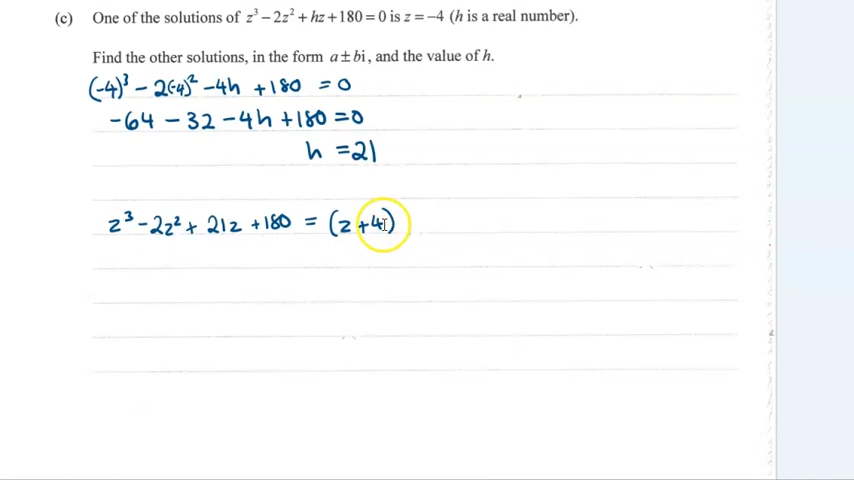 (c) One of the solutions of z³ − 2z² + hz + 180 = 0 is z = −4 (h is a real number).
Find the other solutions, in the form a ± bi, and the value of h.
(-4)³ - 2(-4)² - 4h + 180 = 0
-64 - 32 - 4h + 180 = 0
h = 21
z³ - 2z² + 21z + 180 = (z + 4)